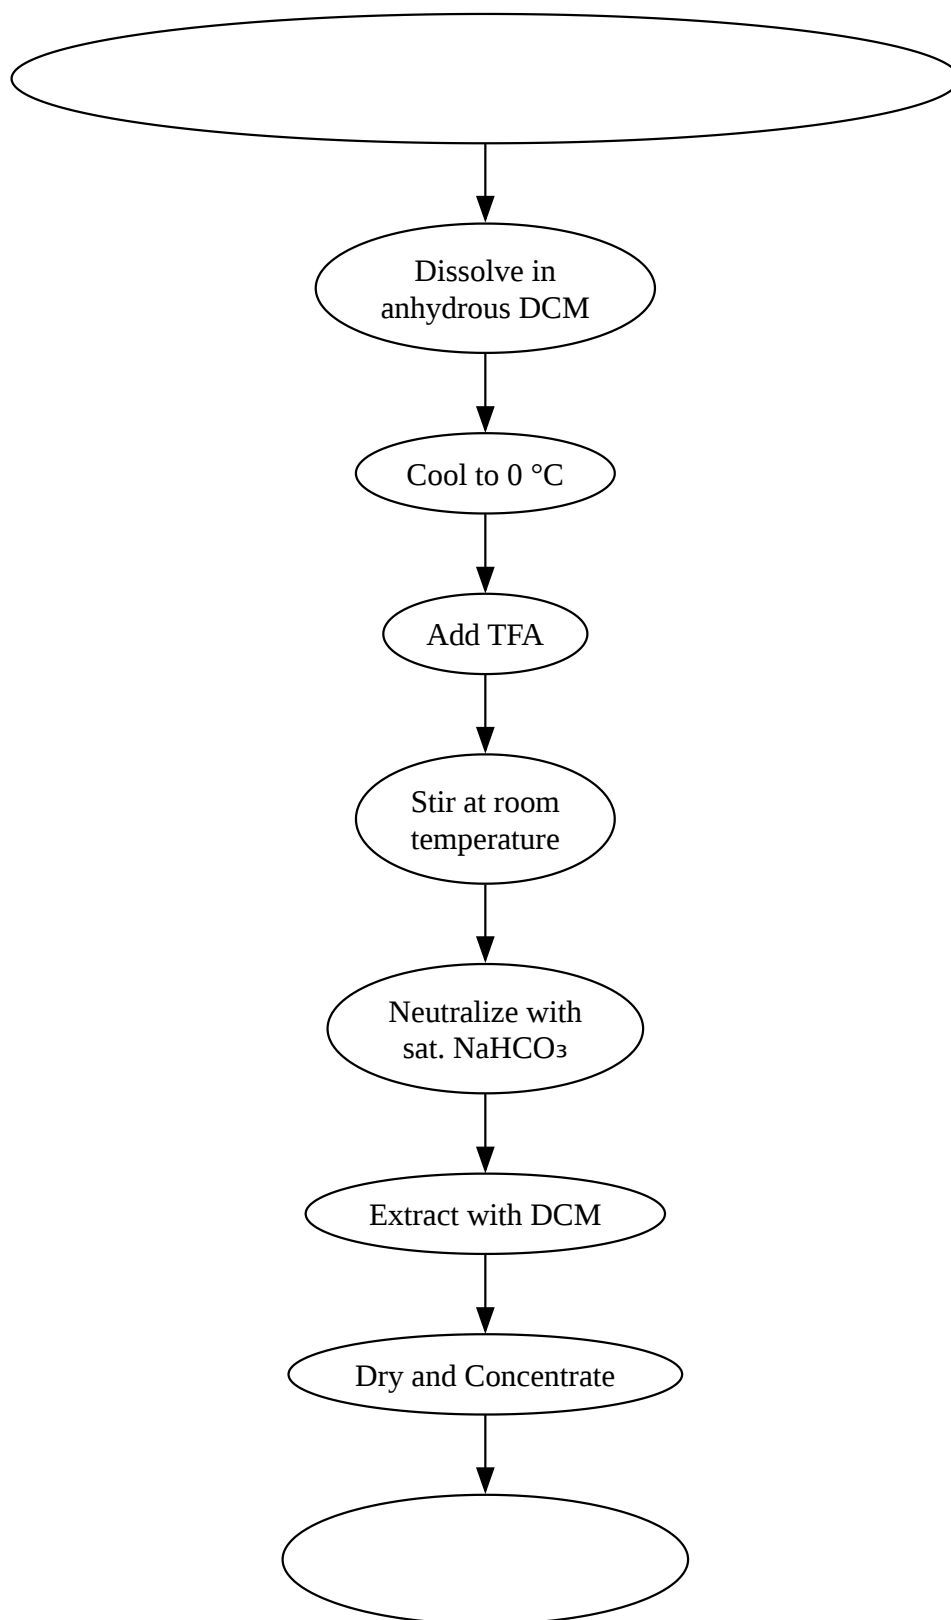 Dissolve in
anhydrous DCM
Cool to 0 °C
Add TFA
Stir at room
temperature
Neutralize with
sat. NaHCO₃
Extract with DCM
Dry and Concentrate